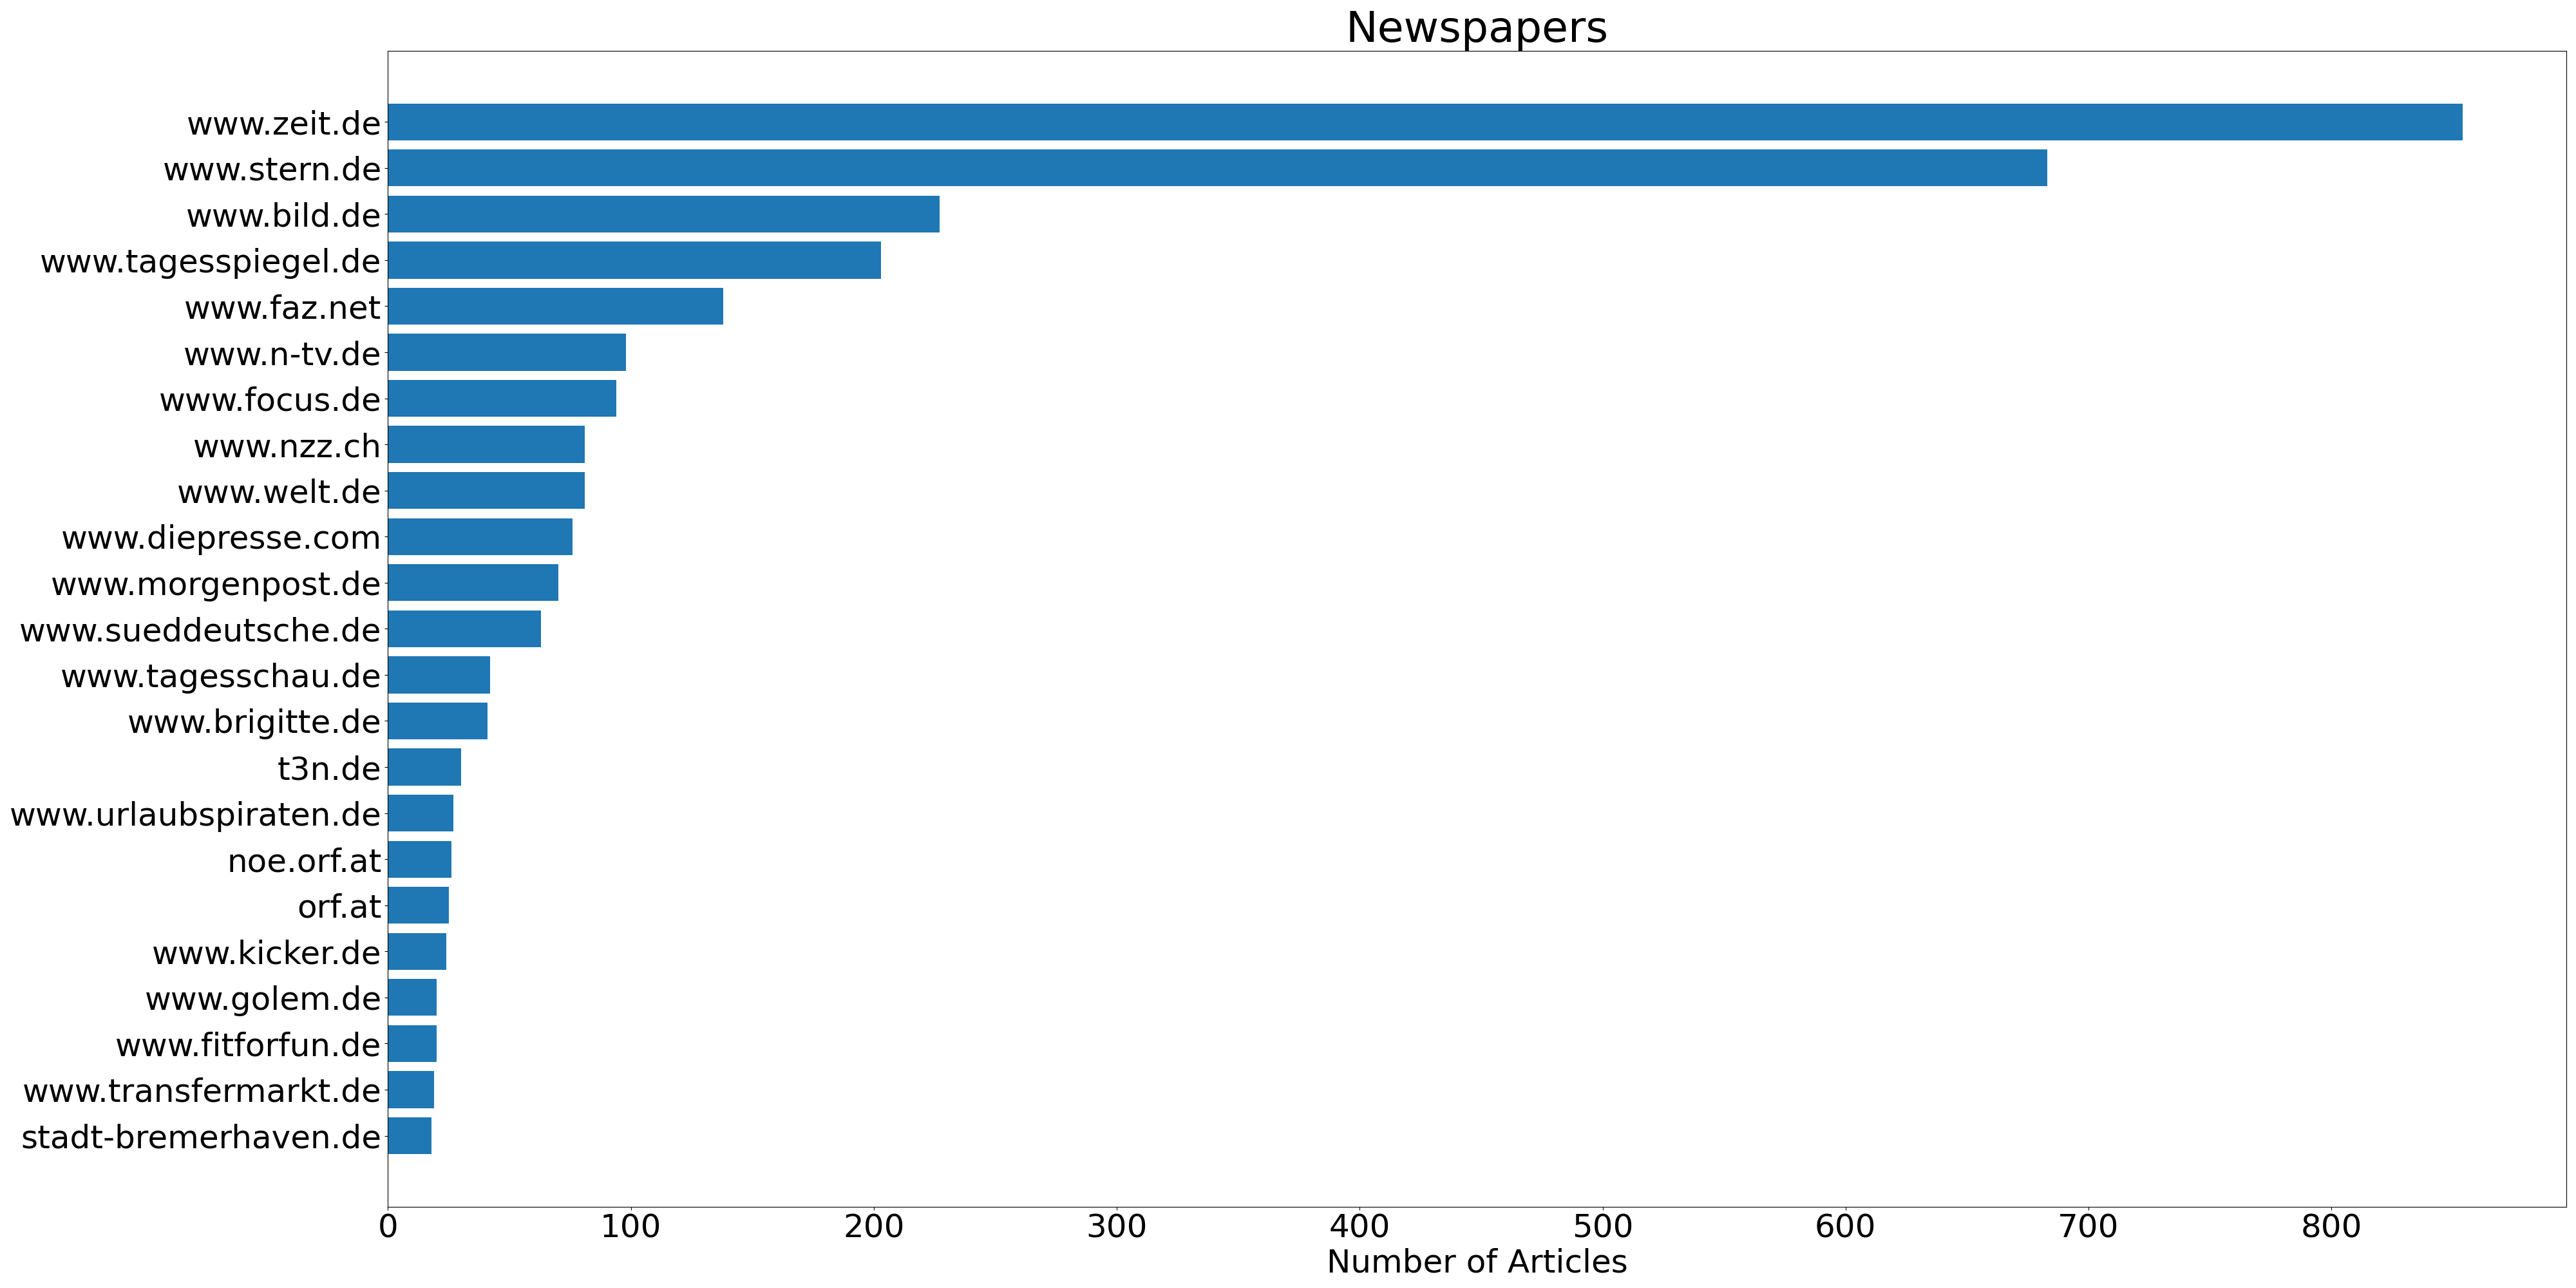 Newspapers
www.zeit.de
www.stern.de
www.bild.de
www.tagesspiegel.de
www.faz.net
www.n-tv.de
www.focus.de
www.nzz.ch
www.welt.de
www.diepresse.com
www.morgenpost.de
www.sueddeutsche.de
www.tagesschau.de
www.brigitte.de
t3n.de
www.urlaubspiraten.de
noe.orf.at
orf.at
www.kicker.de
www.golem.de
www.fitforfun.de
www.transfermarkt.de
stadt-bremerhaven.de
0 100 200 300 400 500 600 700 800
Number of Articles